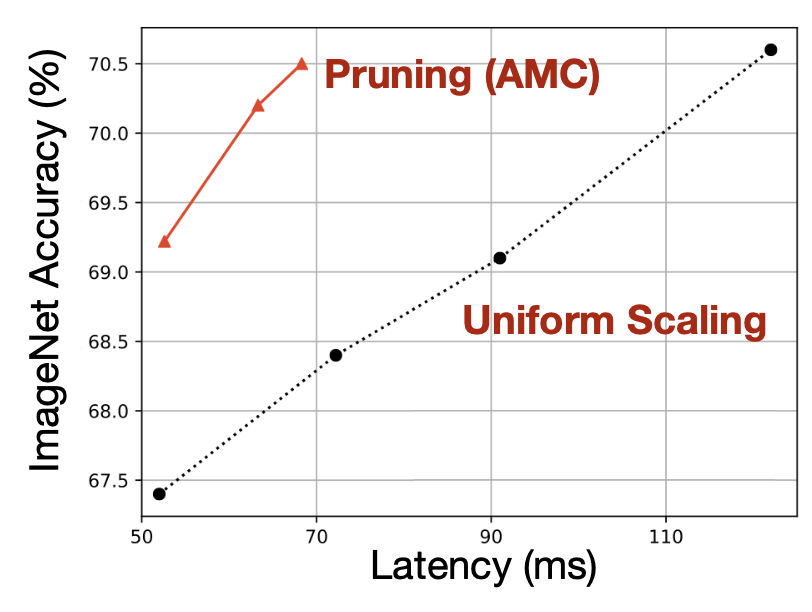 ImageNet Accuracy (%)
70.5
70.0
69.5
69.0
68.5
68.0
67.5
Pruning (AMC)
Uniform Scaling
50 70 90 110
Latency (ms)